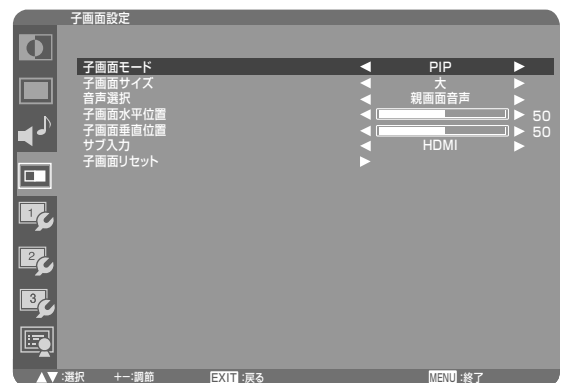 子画面設定
子画面モード ◀ PIP ▶
子画面サイズ ◀ 大 ▶
音声選択 ◀ 親画面音声 ▶
子画面水平位置 ◀ ▶ 50
子画面垂直位置 ◀ ▶ 50
サブ入力 ◀ HDMI ▶
子画面リセット ▶
1
2
3
▲▼:選択 +-:調節 EXIT:戻る MENU:終了